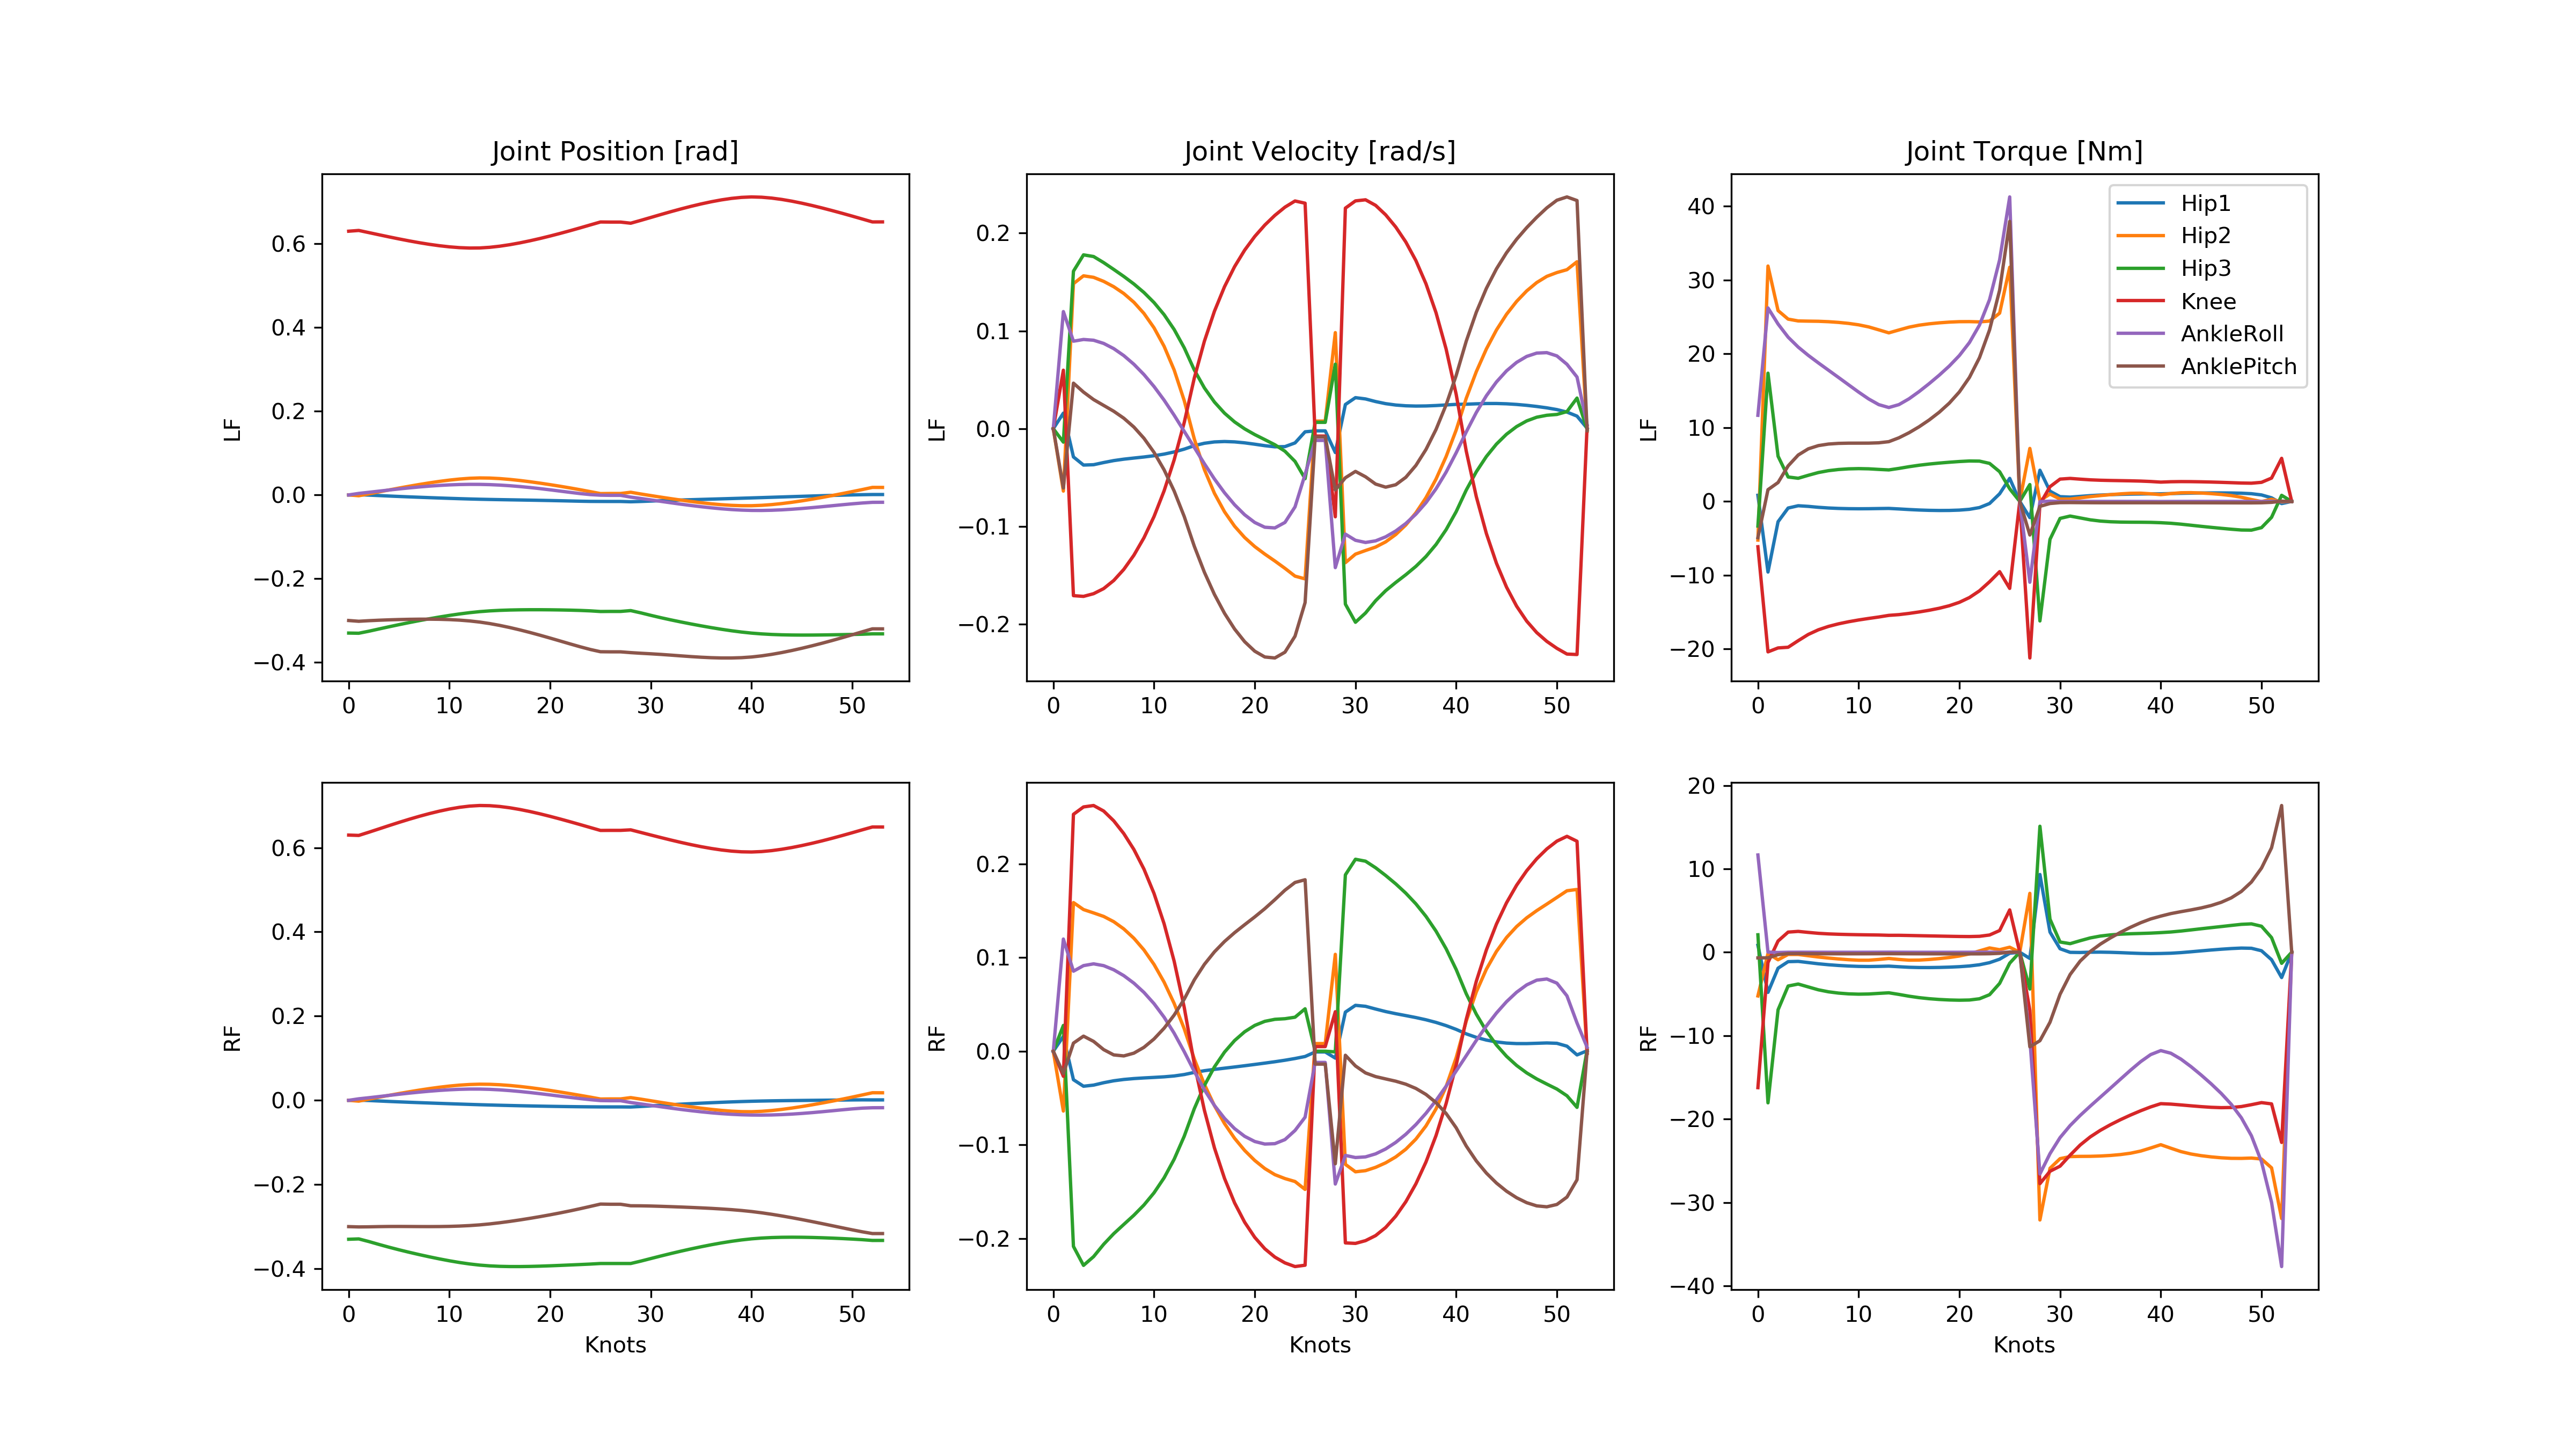 Joint Position [rad]
Joint Velocity [rad/s]
Joint Torque [Nm]
LF
0.6
0.4
0.2
0.0
−0.2
−0.4
0 10 20 30 40 50
LF
0.2
0.1
0.0
−0.1
−0.2
0 10 20 30 40 50
LF
40
30
20
10
0
−10
−20
0 10 20 30 40 50
Hip1
Hip2
Hip3
Knee
AnkleRoll
AnklePitch
RF
0.6
0.4
0.2
0.0
−0.2
−0.4
0 10 20 30 40 50
Knots
RF
0.2
0.1
0.0
−0.1
−0.2
0 10 20 30 40 50
Knots
RF
20
10
0
−10
−20
−30
−40
0 10 20 30 40 50
Knots